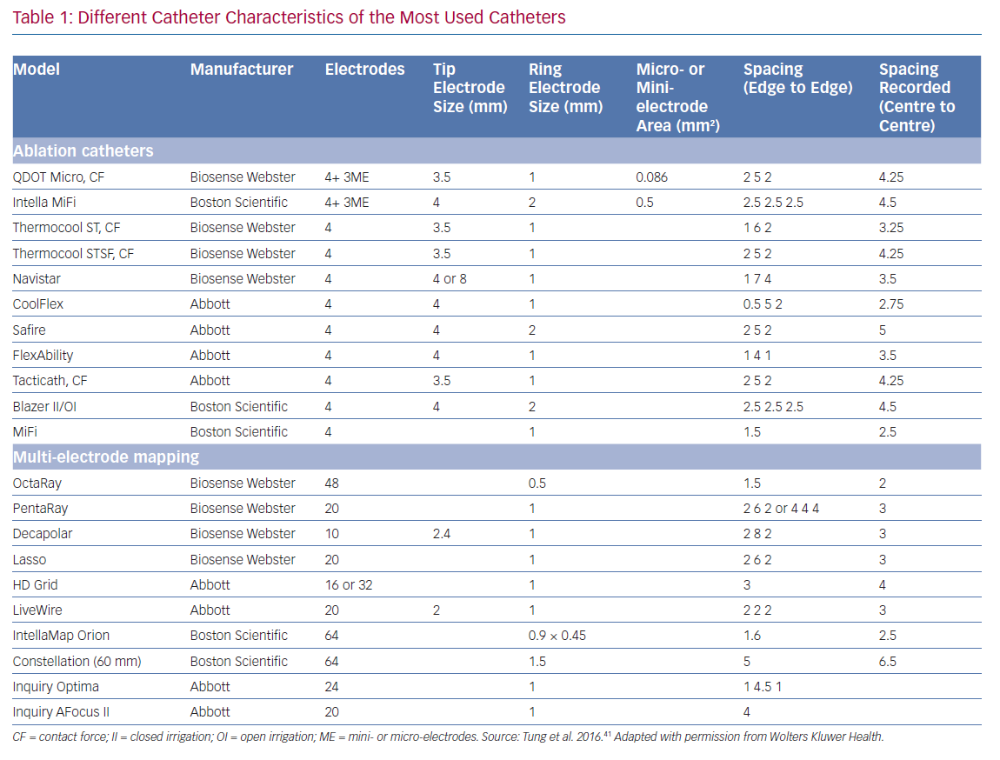 Table 1: Different Catheter Characteristics of the Most Used Catheters
Model Manufacturer Electrodes Tip Electrode Size (mm) Ring Electrode Size (mm) Micro- or Mini-electrode Area (mm²) Spacing (Edge to Edge) Spacing Recorded (Centre to Centre)
Ablation catheters
QDOT Micro, CF Biosense Webster 4+ 3ME 3.5 1 0.086 2 5 2 4.25
Intella MiFi Boston Scientific 4+ 3ME 4 2 0.5 2.5 2.5 2.5 4.5
Thermocool ST, CF Biosense Webster 4 3.5 1 1 6 2 3.25
Thermocool STSF, CF Biosense Webster 4 3.5 1 2 5 2 4.25
Navistar Biosense Webster 4 4 or 8 1 1 7 4 3.5
CoolFlex Abbott 4 4 1 0.5 5 2 2.75
Safire Abbott 4 4 2 2 5 2 5
FlexAbility Abbott 4 4 1 1 4 1 3.5
Tacticath, CF Abbott 4 3.5 1 2 5 2 4.25
Blazer II/OI Boston Scientific 4 4 2 2.5 2.5 2.5 4.5
MiFi Boston Scientific 4 1 1.5 2.5
Multi-electrode mapping
OctaRay Biosense Webster 48 0.5 1.5 2
PentaRay Biosense Webster 20 1 2 6 2 or 4 4 4 3
Decapolar Biosense Webster 10 2.4 1 2 8 2 3
Lasso Biosense Webster 20 1 2 6 2 3
HD Grid Abbott 16 or 32 1 3 4
LiveWire Abbott 20 2 1 2 2 2 3
IntellaMap Orion Boston Scientific 64 0.9 × 0.45 1.6 2.5
Constellation (60 mm) Boston Scientific 64 1.5 5 6.5
Inquiry Optima Abbott 24 1 1 4.5 1
Inquiry AFocus II Abbott 20 1 4
CF = contact force; II = closed irrigation; OI = open irrigation; ME = mini- or micro-electrodes. Source: Tung et al. 2016.⁴¹ Adapted with permission from Wolters Kluwer Health.